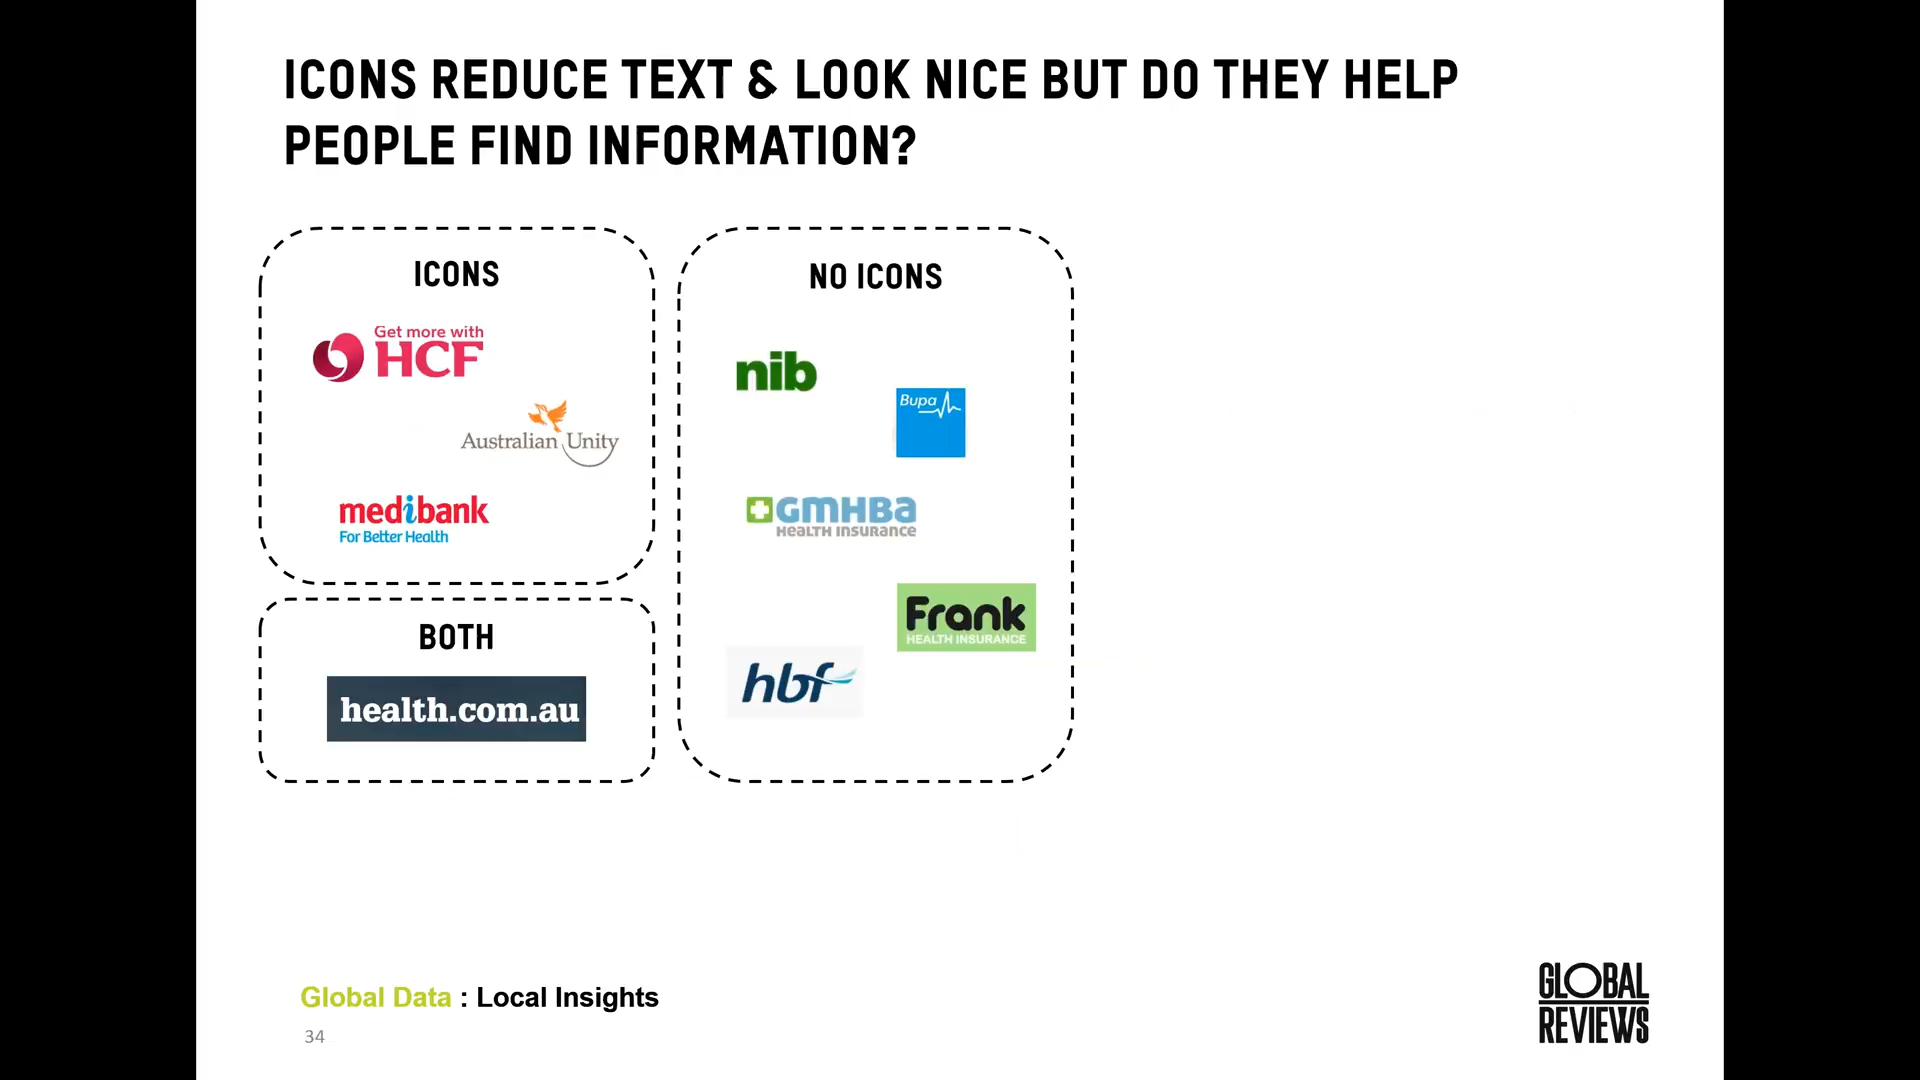 ICONS REDUCE TEXT & LOOK NICE BUT DO THEY HELP
PEOPLE FIND INFORMATION?
ICONS
Get more with
HCF
Australian Unity
medibank
For Better Health
BOTH
health.com.au
NO ICONS
nib
Bupa
GMHBa
HEALTH INSURANCE
Frank
HEALTH INSURANCE
hbf
Global Data : Local Insights
34
GLOBAL
REVIEWS